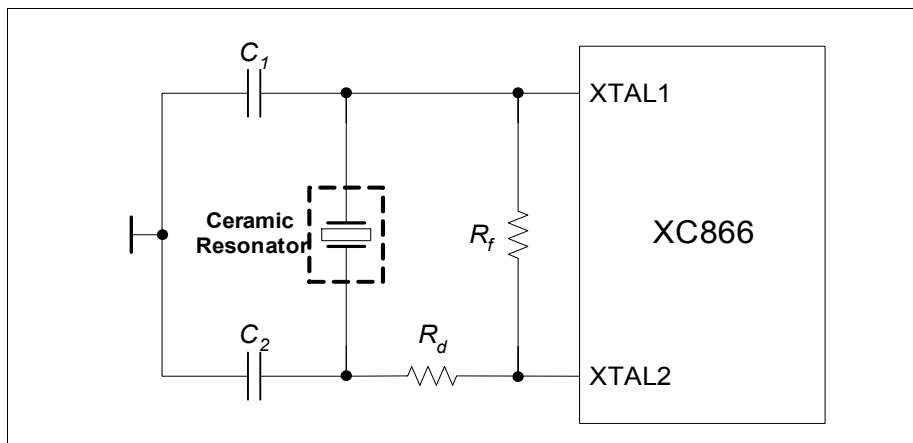 C1
XTAL1
Ceramic
Resonator
Rf
XC866
C2
Rd
XTAL2